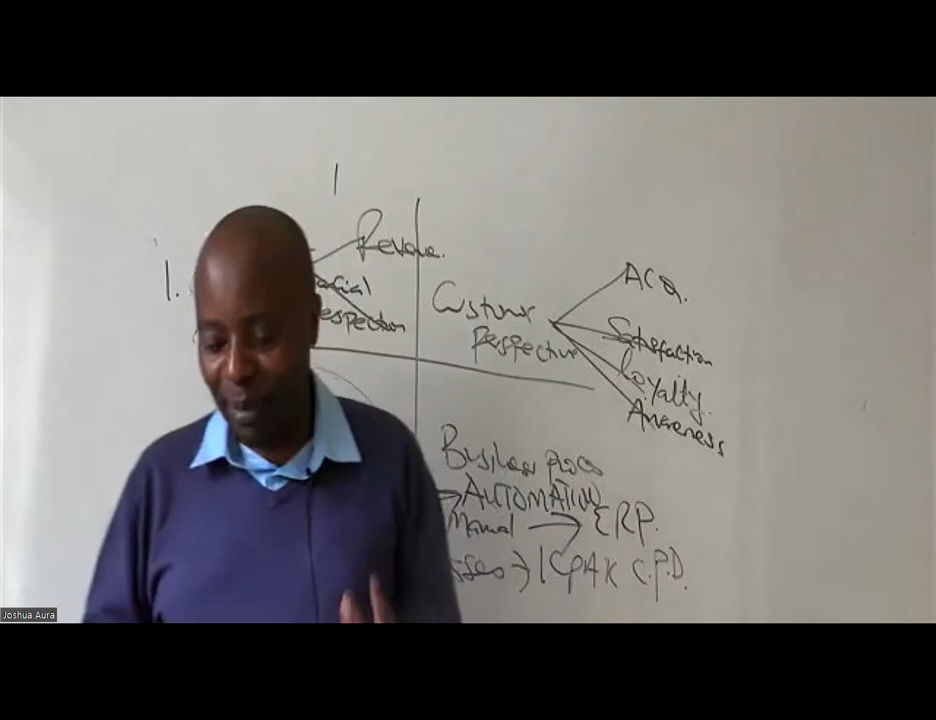 1.
Revenue.
Customer
Perspective
ACQ.
Satisfaction
Loyalty.
Awareness
Business process
AUTOMATION
Manual → ERP.
→ ICPAK C.P.D.
Joshua Aura